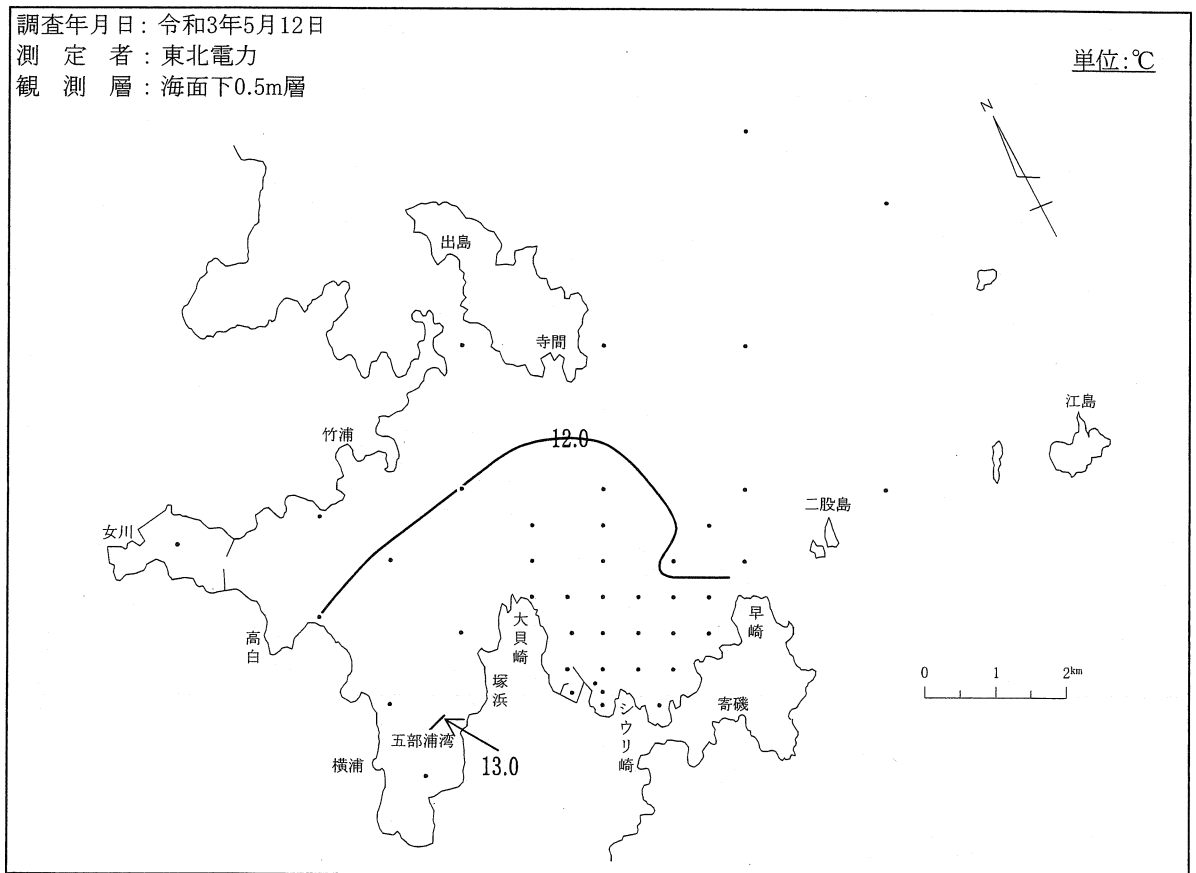 調査年月日：令和3年5月12日
測　定　者：東北電力
観　測　層：海面下0.5m層
単位：℃
N
出島
寺間
江島
12.0
竹浦
二股島
女川
大貝崎
早崎
高白
塚浜
0 1 2km
寄磯
シウリ崎
五部浦湾
横浦
13.0